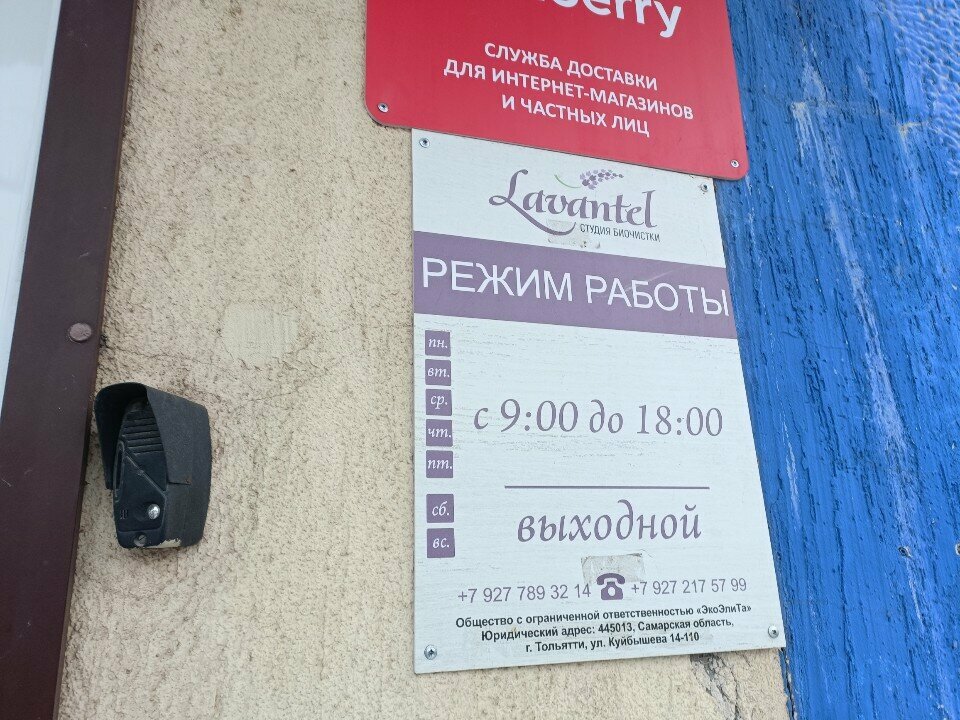 СЛУЖБА ДОСТАВКИ
ДЛЯ ИНТЕРНЕТ-МАГАЗИНОВ
И ЧАСТНЫХ ЛИЦ
Lavantel
СТУДИЯ БИОЧИСТКИ
РЕЖИМ РАБОТЫ
пн.
вт.
ср.
чт.
пт.
с 9:00 до 18:00
сб.
вс.
выходной
+7 927 789 32 14 +7 927 217 57 99
Общество с ограниченной ответственностью «ЭкоЭлиТа»
Юридический адрес: 445013, Самарская область,
г. Тольятти, ул. Куйбышева 14-110